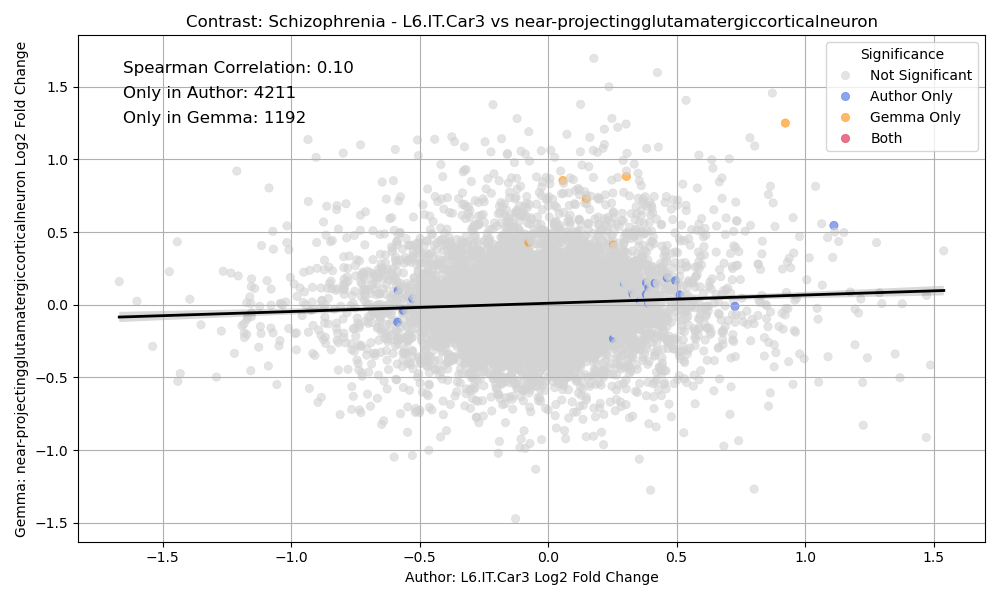 Contrast: Schizophrenia - L6.IT.Car3 vs near-projectingglutamatergiccorticalneuron
Spearman Correlation: 0.10
Only in Author: 4211
Only in Gemma: 1192
Significance
Not Significant
Author Only
Gemma Only
Both
Gemma: near-projectingglutamatergiccorticalneuron Log2 Fold Change
1.5
1.0
0.5
0.0
−0.5
−1.0
−1.5
−1.5 −1.0 −0.5 0.0 0.5 1.0 1.5
Author: L6.IT.Car3 Log2 Fold Change